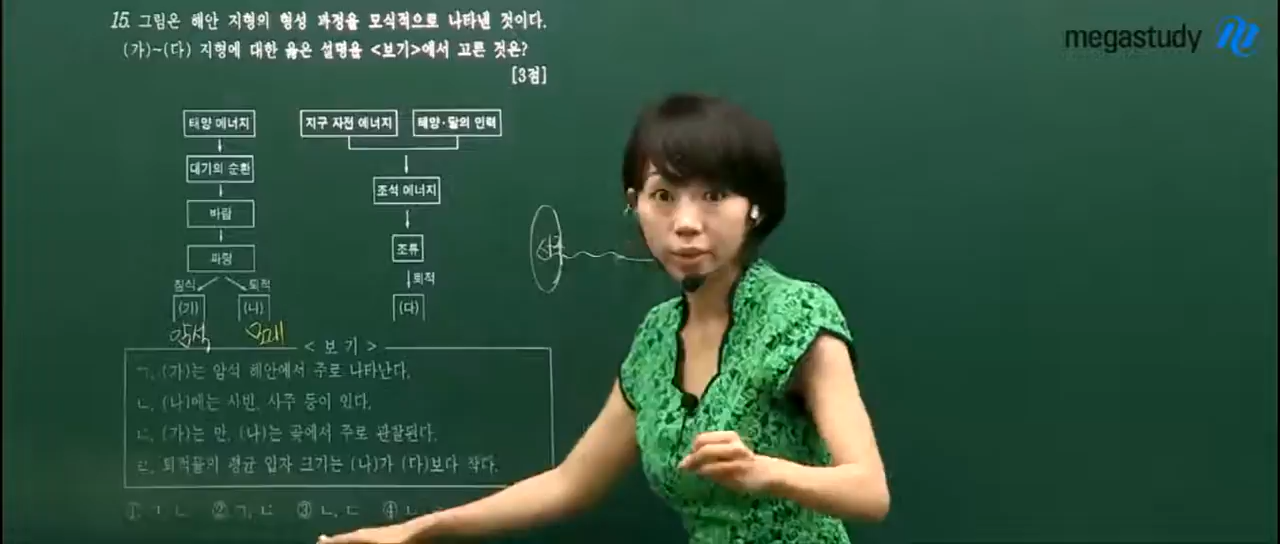 15. 그림은 해안 지형의 형성 과정을 모식적으로 나타낸 것이다.
(가)~(다) 지형에 대한 옳은 설명을 <보기>에서 고른 것은?
[3점]
megastudy
태양 에너지
지구 자전 에너지
태양·달의 인력
대기의 순환
조석 에너지
바람
파랑
조류
침식
퇴적
퇴적
(가)
(나)
(다)
암석
모래
<보 기>
ㄱ. (가)는 암석 해안에서 주로 나타난다.
ㄴ. (나)에는 사빈, 사주 등이 있다.
ㄷ. (가)는 만, (나)는 곶에서 주로 관찰된다.
ㄹ. 퇴적물의 평균 입자 크기는 (나)가 (다)보다 작다.
① ㄱ, ㄴ ② ㄱ, ㄷ ③ ㄴ, ㄷ ④ ㄴ,